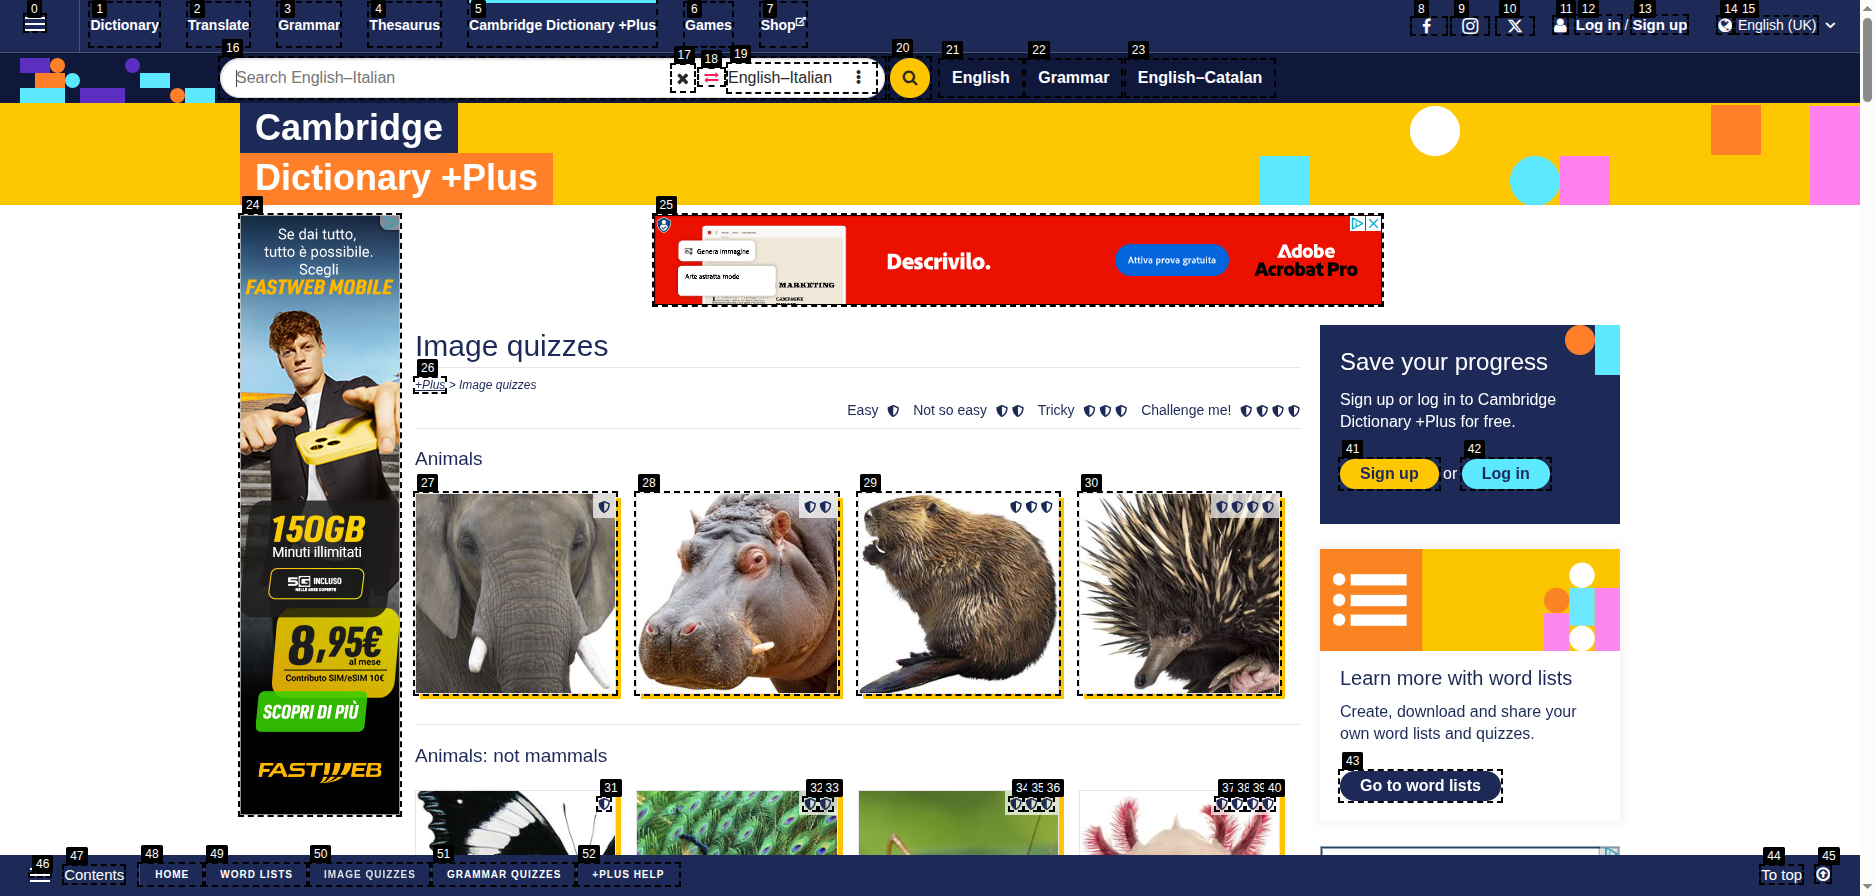 Dictionary
Translate
Grammar
Thesaurus
Cambridge Dictionary +Plus
Games
Shop
Log in / Sign up
English (UK)
0
1
2
3
4
5
6
7
8
9
10
11
12
13
14
15
16
17
18
19
20
21
22
23
Search English–Italian
English–Italian
English
Grammar
English–Catalan
Cambridge
Dictionary +Plus
24
25
Se dai tutto,
tutto è possibile.
Scegli
FASTWEB MOBILE
150GB
Minuti illimitati
5G INCLUSO
NELLE AREE COPERTE
8,95€
al mese
Contributo SIM/eSIM 10€
SCOPRI DI PIÙ
FASTWEB
Genera immagine
Arte astratta mode
MARKETING
Descrivilo.
Attiva prova gratuita
Adobe
Acrobat Pro
Image quizzes
26
+Plus > Image quizzes
Easy
Not so easy
Tricky
Challenge me!
Animals
27
28
29
30
Animals: not mammals
31
32
33
34
35
36
37
38
39
40
Save your progress
Sign up or log in to Cambridge
Dictionary +Plus for free.
41
42
Sign up or Log in
Learn more with word lists
Create, download and share your
own word lists and quizzes.
43
Go to word lists
46
47
48
49
50
51
52
44
45
Contents
HOME
WORD LISTS
IMAGE QUIZZES
GRAMMAR QUIZZES
+PLUS HELP
To top